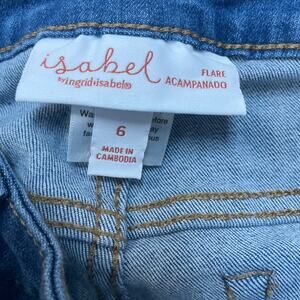 isabel
by ingrid+isabel®
FLARE
ACAMPANADO
6
MADE IN
CAMBODIA